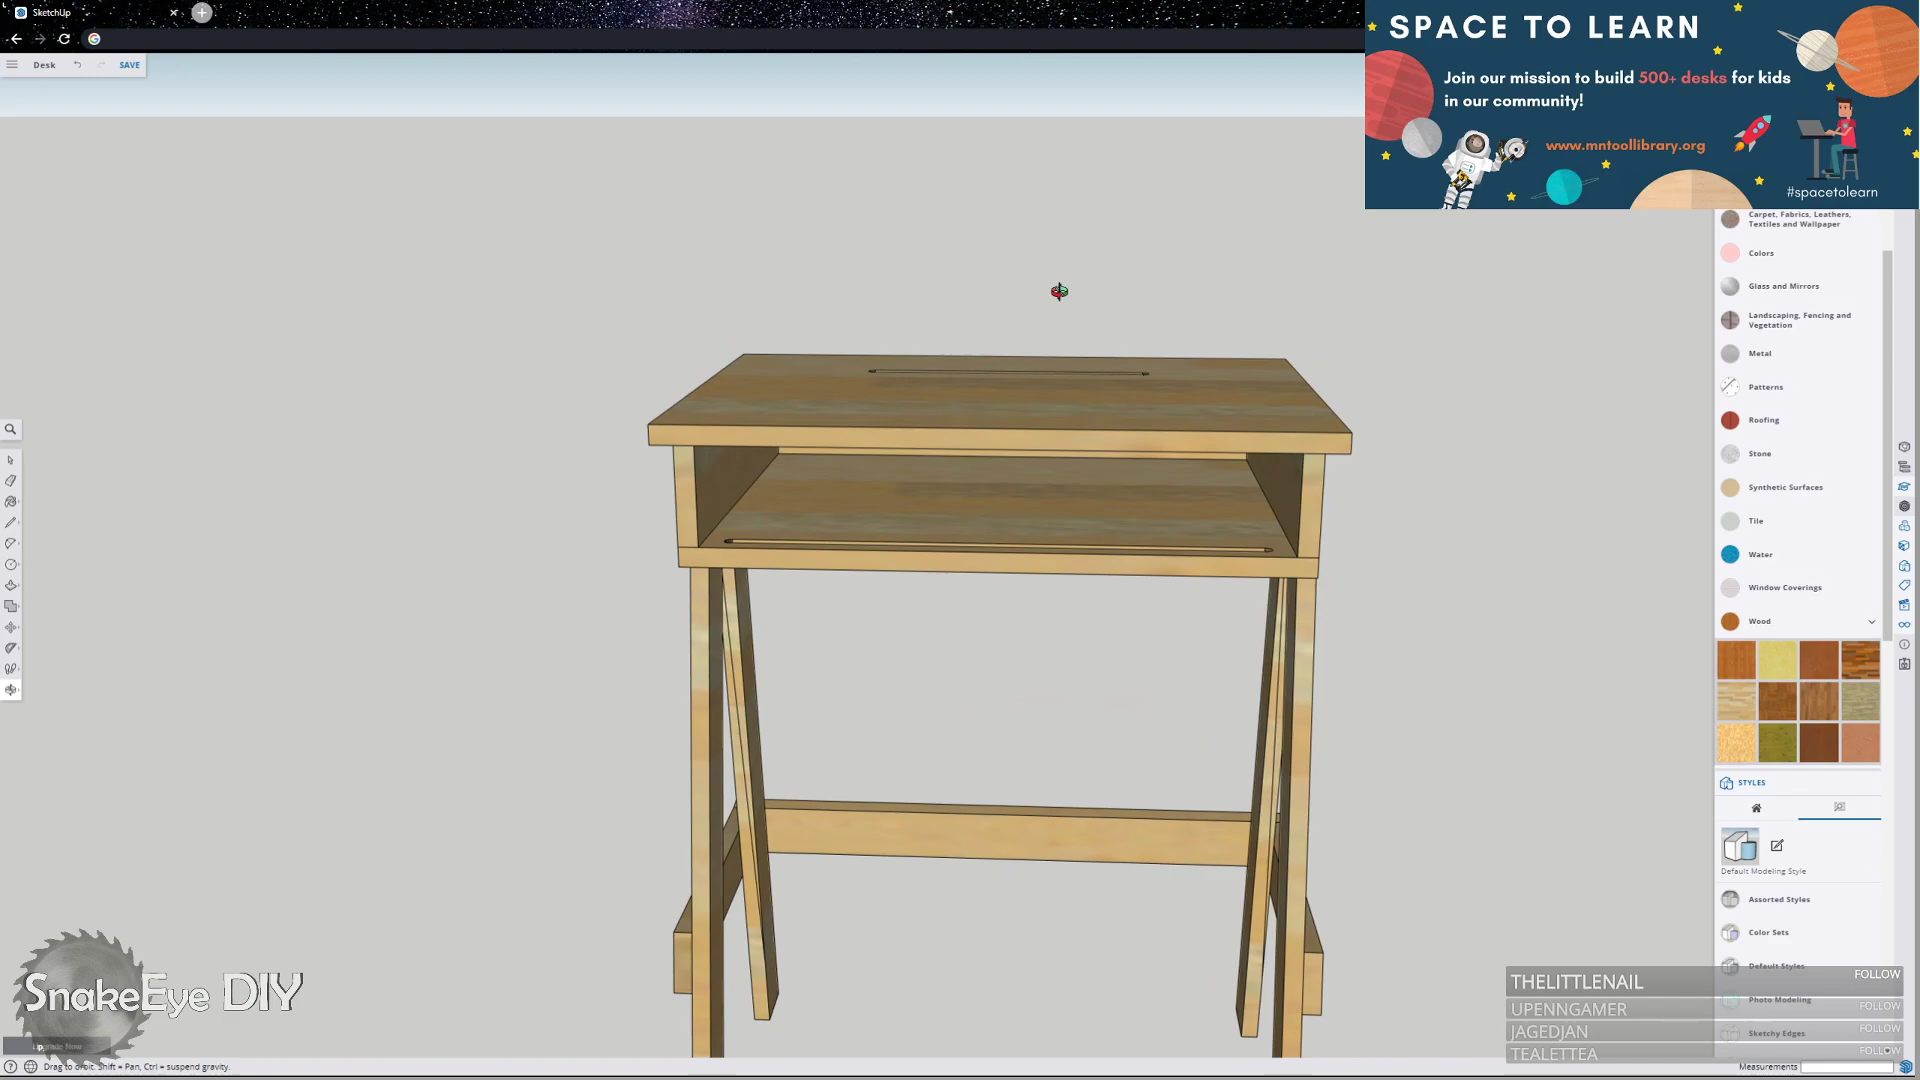 SketchUp
Desk
SAVE
SPACE TO LEARN
Join our mission to build 500+ desks for kids
in our community!
www.mntoollibrary.org
#spacetolearn
Carpet, Fabrics, Leathers,
Textiles and Wallpaper
Colors
Glass and Mirrors
Landscaping, Fencing and
Vegetation
Metal
Patterns
Roofing
Stone
Synthetic Surfaces
Tile
Water
Window Coverings
Wood
STYLES
Default Modeling Style
Assorted Styles
Color Sets
Default Styles
Photo Modeling
Sketchy Edges
THELITTLENAIL FOLLOW
UPENNGAMER FOLLOW
JAGEDJAN FOLLOW
TEALETTEA FOLLOW
SnakeEye DIY
Upgrade Now
Drag to orbit. Shift = Pan, Ctrl = suspend gravity.
Measurements